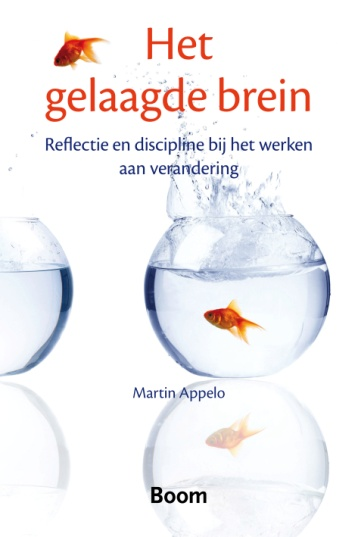 Het
gelaagde brein
Reflectie en discipline bij het werken
aan verandering
Martin Appelo
Boom